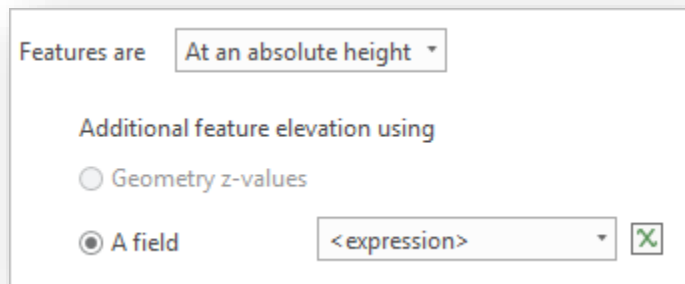 Features are At an absolute height
Additional feature elevation using
Geometry z-values
A field <expression>